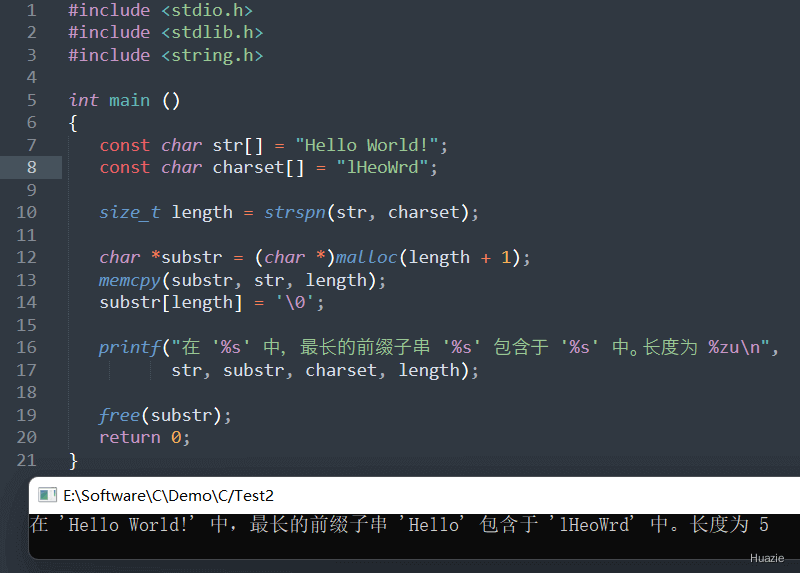 1 #include <stdio.h>
2 #include <stdlib.h>
3 #include <string.h>
4
5 int main ()
6 {
7 const char str[] = "Hello World!";
8 const char charset[] = "lHeoWrd";
9
10 size_t length = strspn(str, charset);
11
12 char *substr = (char *)malloc(length + 1);
13 memcpy(substr, str, length);
14 substr[length] = '\0';
15
16 printf("在 '%s' 中, 最长的前缀子串 '%s' 包含于 '%s' 中。长度为 %zu\n",
17 str, substr, charset, length);
18
19 free(substr);
20 return 0;
21 }
E:\Software\C\Demo\C/Test2
在 'Hello World!' 中，最长的前缀子串 'Hello' 包含于 'lHeoWrd' 中。长度为 5
Huazie